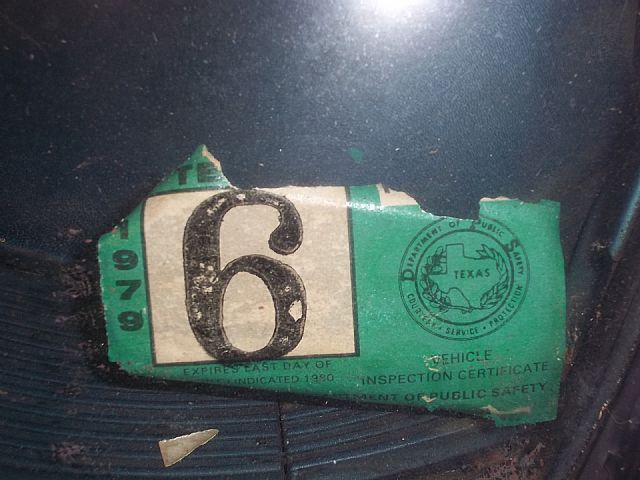 TE
1979
6
DEPARTMENT OF PUBLIC SAFETY
TEXAS
COURTESY • SERVICE • PROTECTION
EXPIRES LAST DAY OF
INDICATED 1980
VEHICLE
INSPECTION CERTIFICATE
MENT OF PUBLIC SAFETY